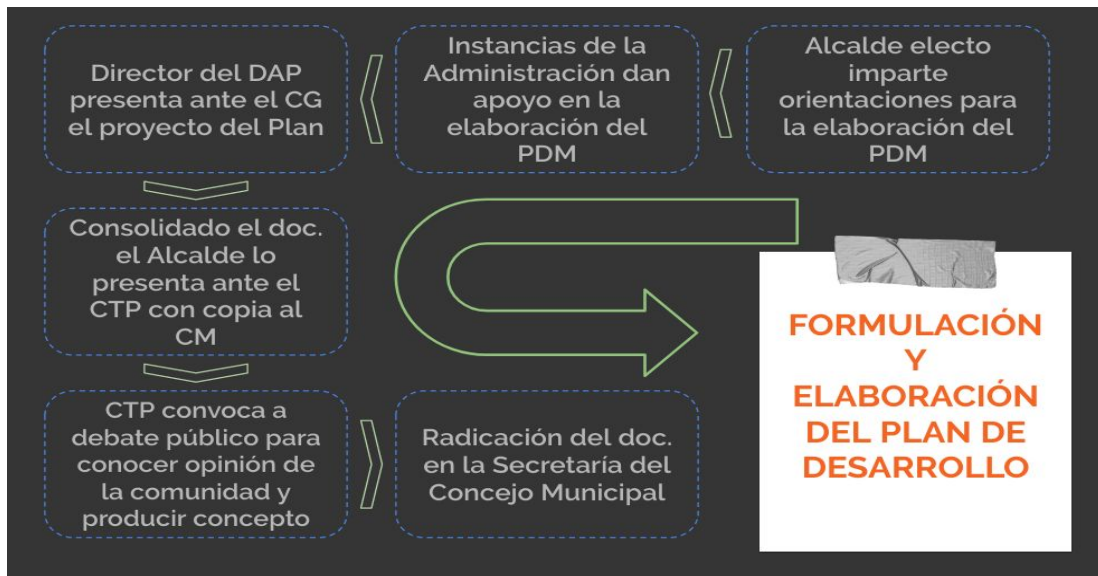 Alcalde electo
imparte
orientaciones para
la elaboración del
PDM
Instancias de la
Administración dan
apoyo en la
elaboración del
PDM
Director del DAP
presenta ante el CG
el proyecto del Plan
Consolidado el doc.
el Alcalde lo
presenta ante el
CTP con copia al
CM
CTP convoca a
debate público para
conocer opinión de
la comunidad y
producir concepto
Radicación del doc.
en la Secretaría del
Concejo Municipal
FORMULACIÓN
Y
ELABORACIÓN
DEL PLAN DE
DESARROLLO